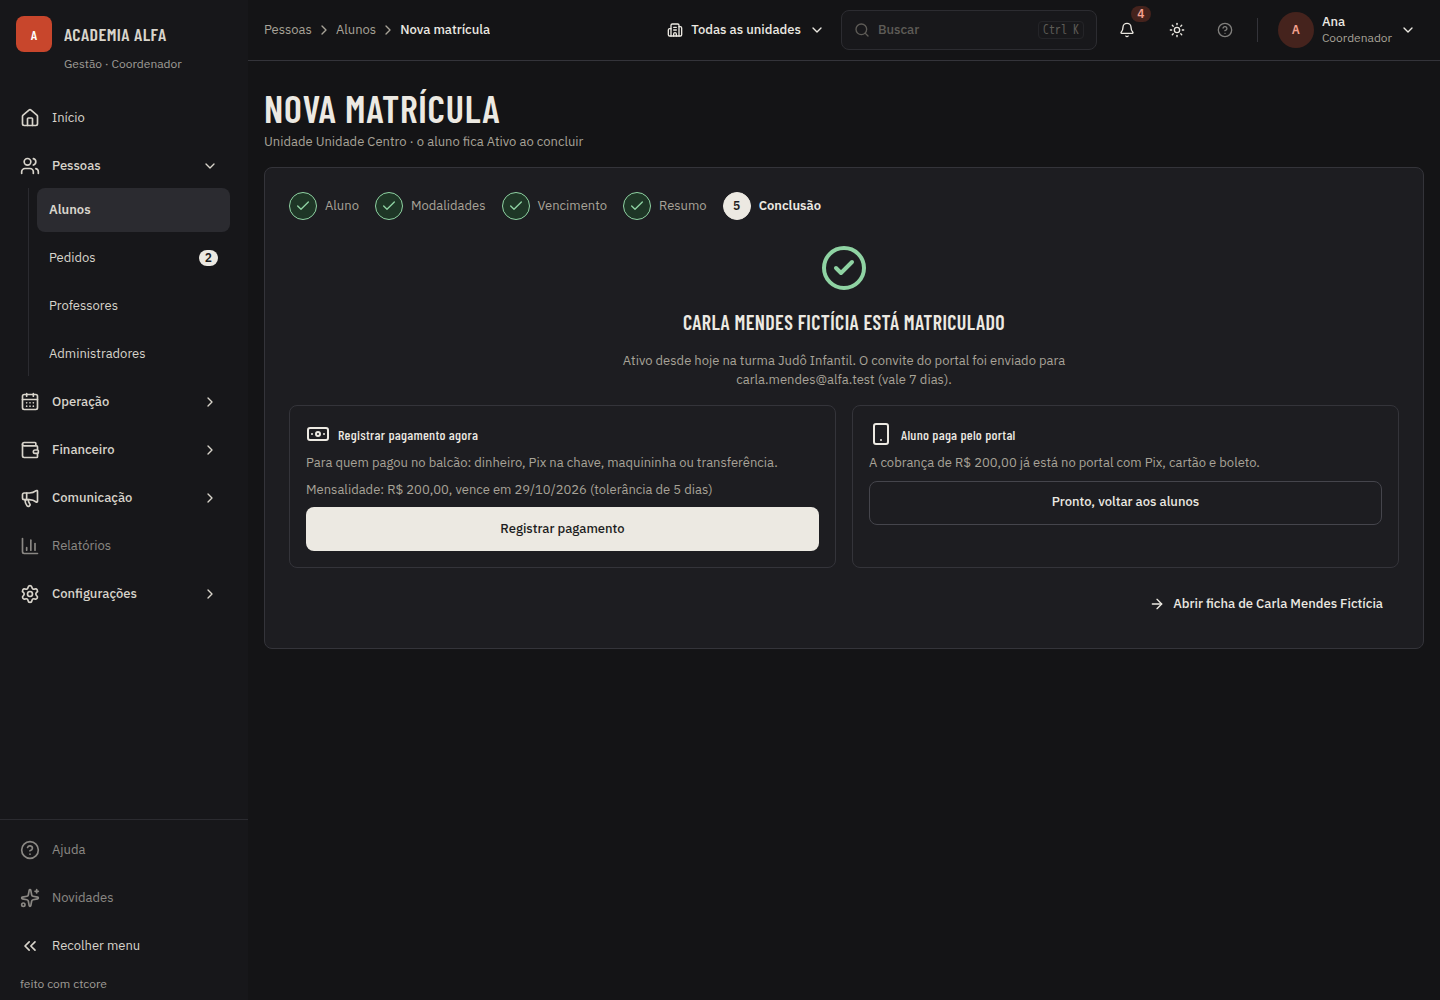 A
ACADEMIA ALFA
Gestão · Coordenador
Início
Pessoas
Alunos
Pedidos
2
Professores
Administradores
Operação
Financeiro
Comunicação
Relatórios
Configurações
Ajuda
Novidades
Recolher menu
feito com ctcore
Pessoas
Alunos
Nova matrícula
Todas as unidades
Buscar
Ctrl K
4
A
Ana
Coordenador
NOVA MATRÍCULA
Unidade Unidade Centro · o aluno fica Ativo ao concluir
Aluno
Modalidades
Vencimento
Resumo
5
Conclusão
CARLA MENDES FICTÍCIA ESTÁ MATRICULADO
Ativo desde hoje na turma Judô Infantil. O convite do portal foi enviado para
carla.mendes@alfa.test (vale 7 dias).
Registrar pagamento agora
Para quem pagou no balcão: dinheiro, Pix na chave, maquininha ou transferência.
Mensalidade: R$ 200,00, vence em 29/10/2026 (tolerância de 5 dias)
Registrar pagamento
Aluno paga pelo portal
A cobrança de R$ 200,00 já está no portal com Pix, cartão e boleto.
Pronto, voltar aos alunos
Abrir ficha de Carla Mendes Fictícia